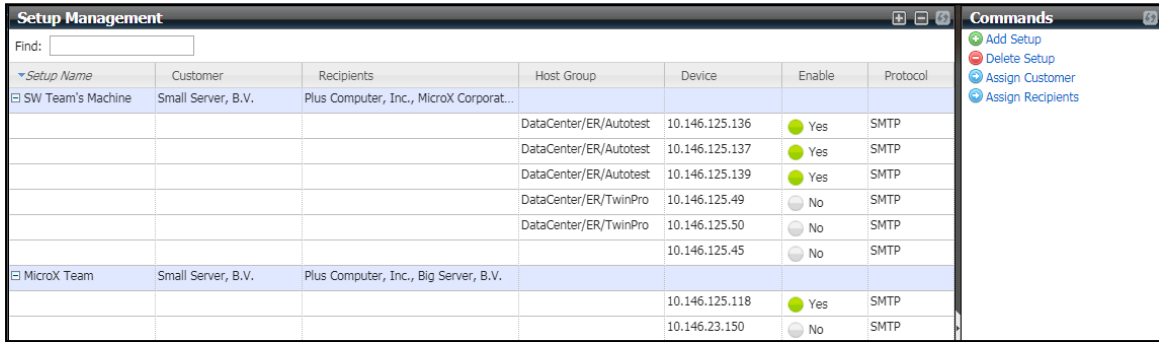 Setup Management
Find:
Setup Name Customer Recipients Host Group Device Enable Protocol
SW Team's Machine Small Server, B.V. Plus Computer, Inc., MicroX Corporat...
DataCenter/ER/Autotest 10.146.125.136 Yes SMTP
DataCenter/ER/Autotest 10.146.125.137 Yes SMTP
DataCenter/ER/Autotest 10.146.125.139 Yes SMTP
DataCenter/ER/TwinPro 10.146.125.49 No SMTP
DataCenter/ER/TwinPro 10.146.125.50 No SMTP
10.146.125.45 No SMTP
MicroX Team Small Server, B.V. Plus Computer, Inc., Big Server, B.V.
10.146.125.118 Yes SMTP
10.146.23.150 No SMTP
Commands
Add Setup
Delete Setup
Assign Customer
Assign Recipients